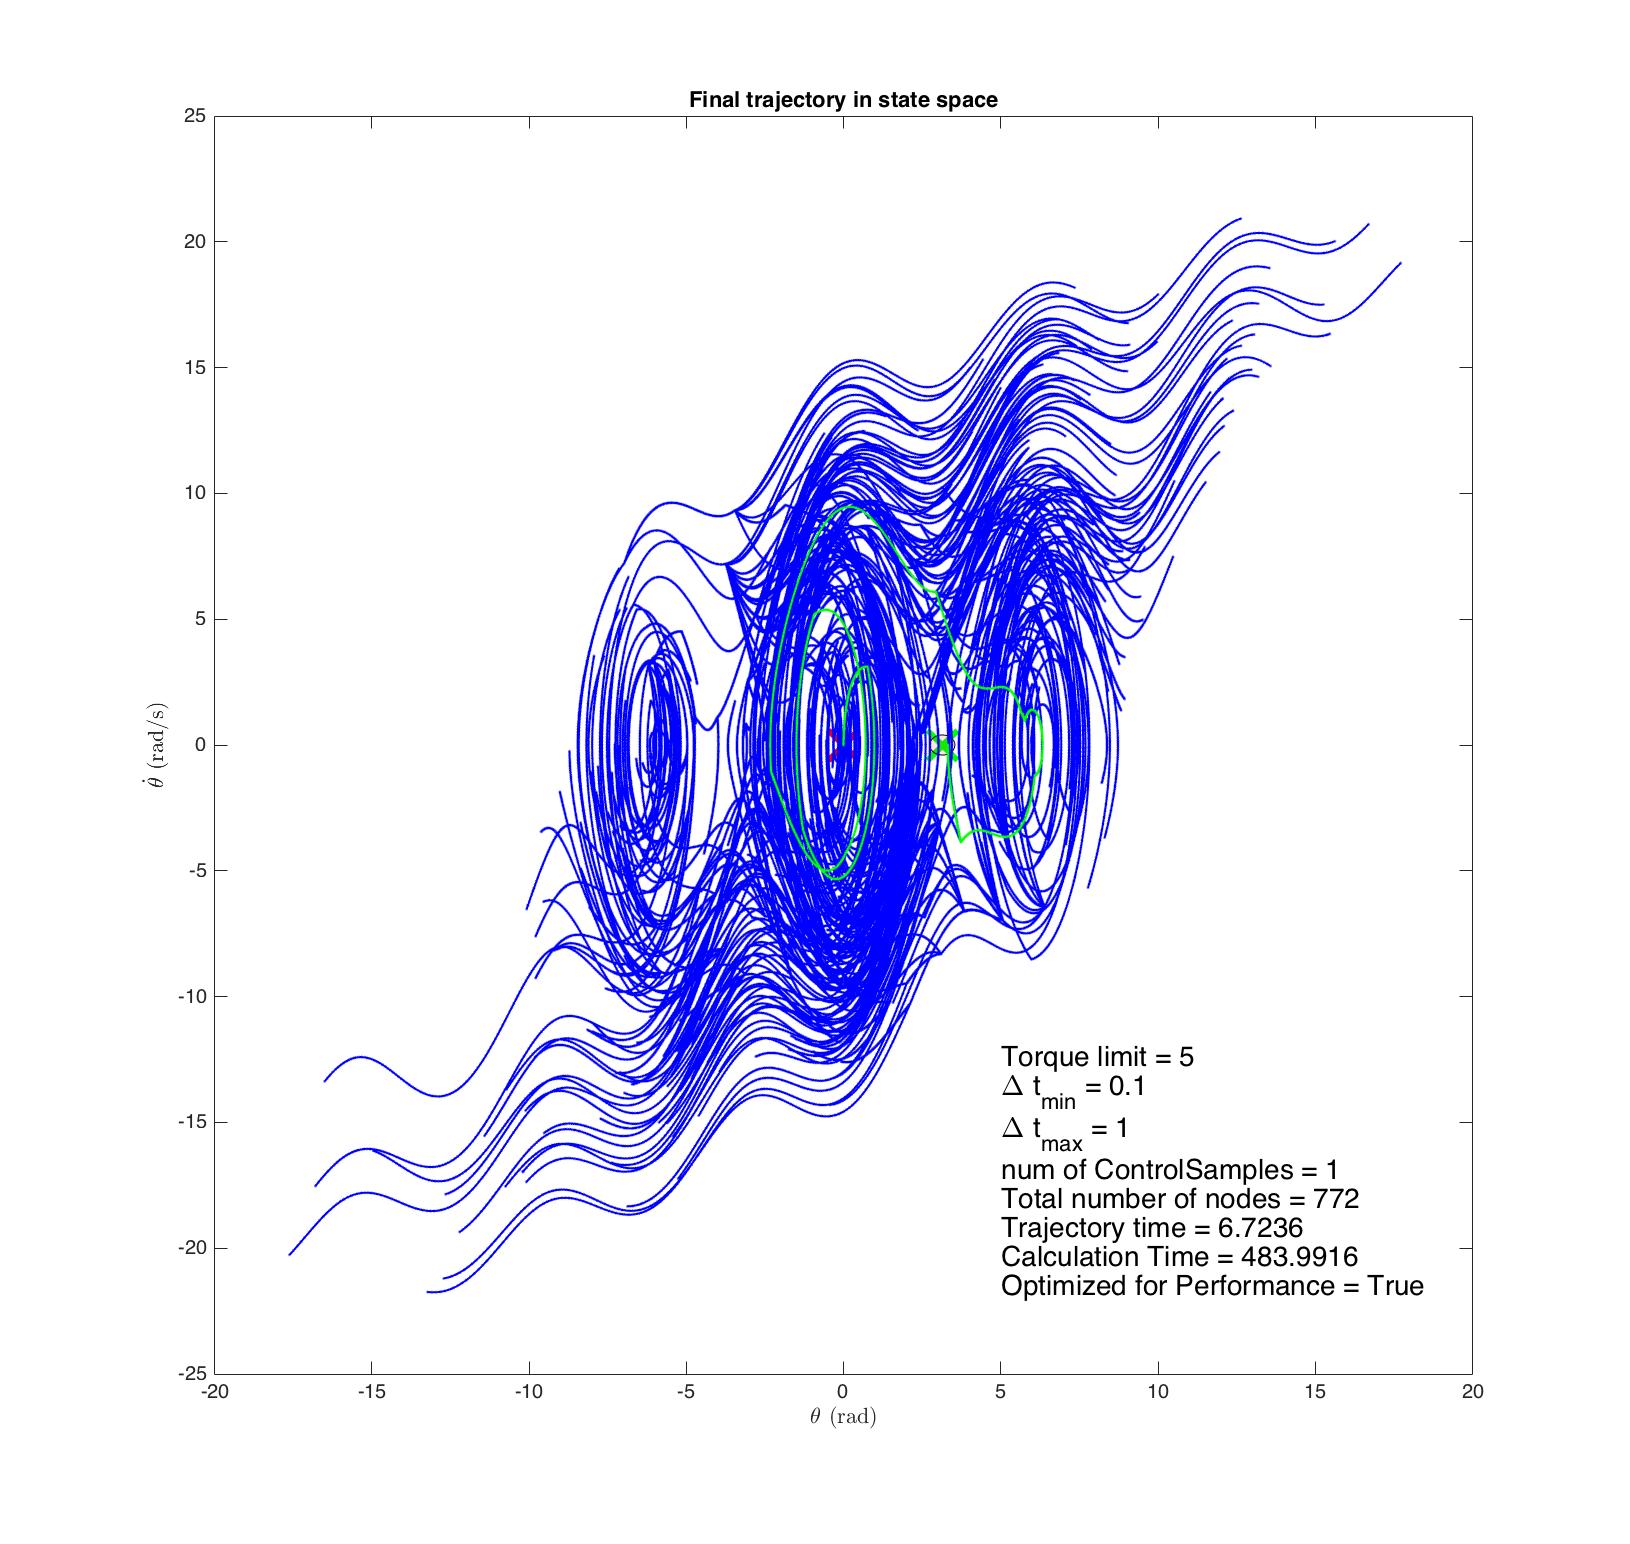 Final trajectory in state space
25
20
15
10
5
0
-5
-10
-15
-20
-25
θ̇ (rad/s)
Torque limit = 5
Δ t_min = 0.1
Δ t_max = 1
num of ControlSamples = 1
Total number of nodes = 772
Trajectory time = 6.7236
Calculation Time = 483.9916
Optimized for Performance = True
-20 -15 -10 -5 0 5 10 15 20
θ (rad)